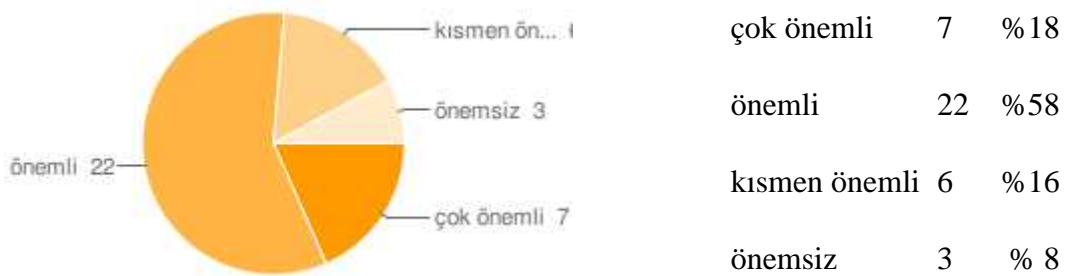 kısmen ön...
önemsiz 3
önemli 22
çok önemli 7
çok önemli 7 %18
önemli 22 %58
kısmen önemli 6 %16
önemsiz 3 % 8